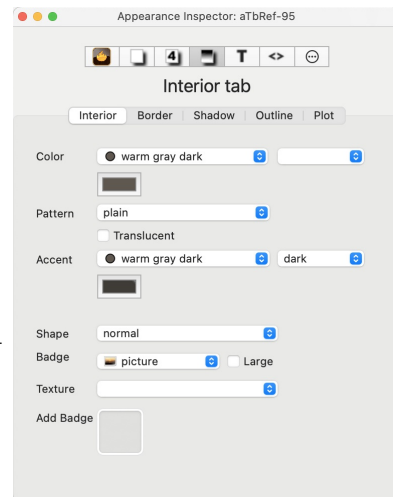 Appearance Inspector: aTbRef-95
4 T <>
Interior tab
Interior Border Shadow Outline Plot
Color warm gray dark
Pattern plain
Translucent
Accent warm gray dark dark
Shape normal
Badge picture Large
Texture
Add Badge